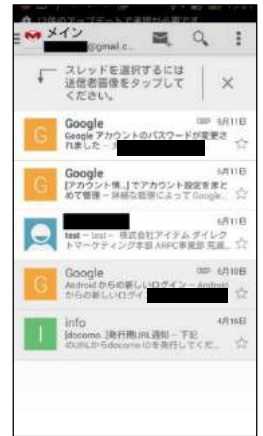 メイン
@gmail.c...
スレッドを選択するには
送信者画像をタップして
ください。
Google 6月11日
Google アカウントのパスワードが変更さ
れました –
Google 6月11日
[アカウント情...] でアカウント設定をまと
めて管理 – 詳細な管理によって Google..
6月11日
test – test – 株式会社アイテム ダイレク
トマーケティング本部 ARPC事業部
Google 6月10日
Android からの新しいログイン – Android
からの新しいログイ
info 4月16日
[docomo..]発行用URL通知 – 下記
のURLからdocomo IDを発行してくだ..